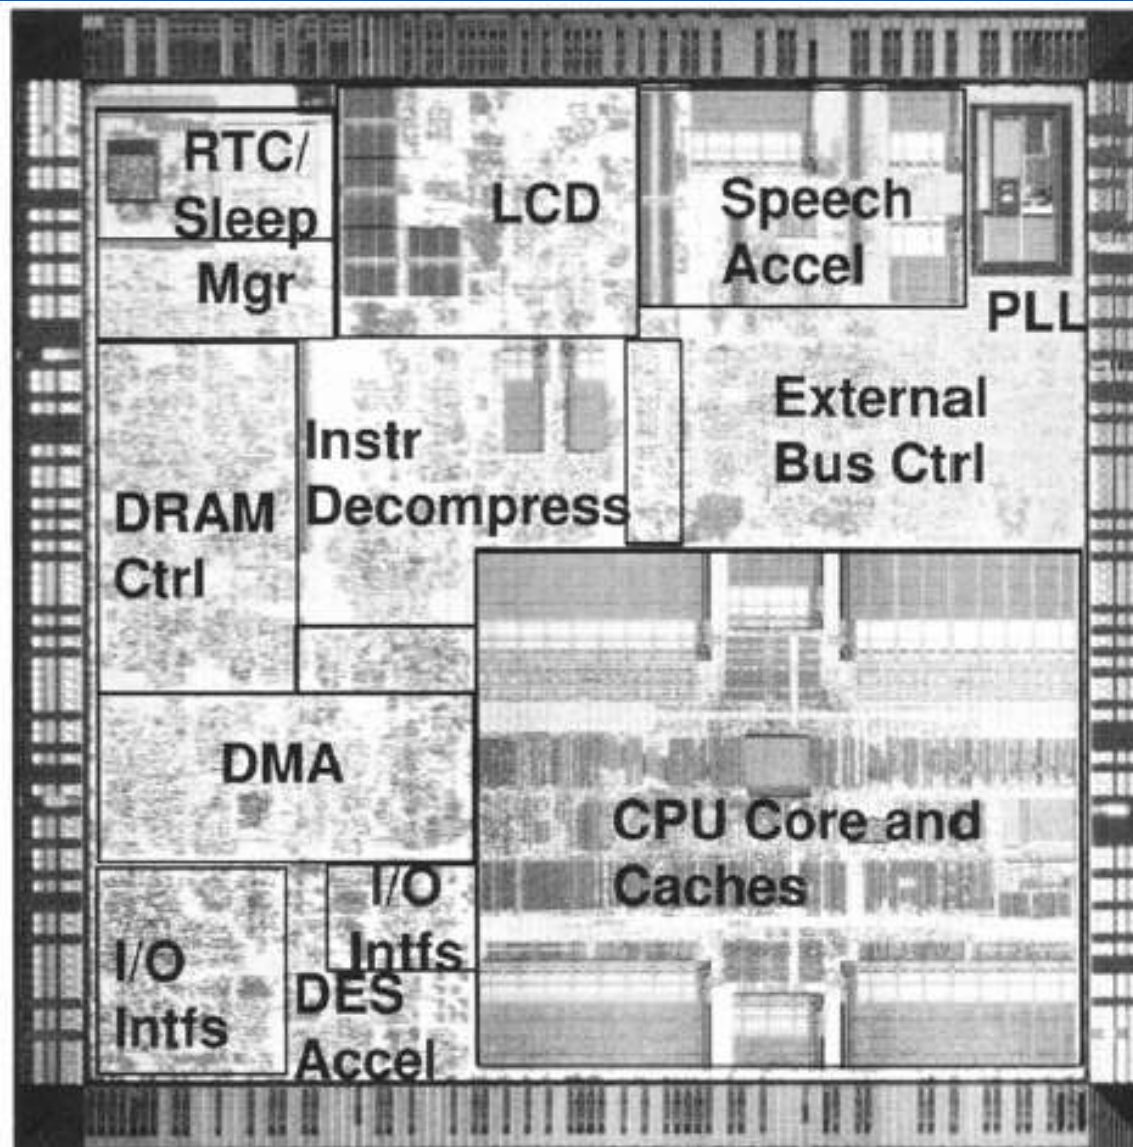 RTC/
Sleep
Mgr
LCD
Speech
Accel
PLL
External
Bus Ctrl
Instr
Decompress
DRAM
Ctrl
DMA
CPU Core and
Caches
I/O
Intfs
I/O
Intfs
DES
Accel